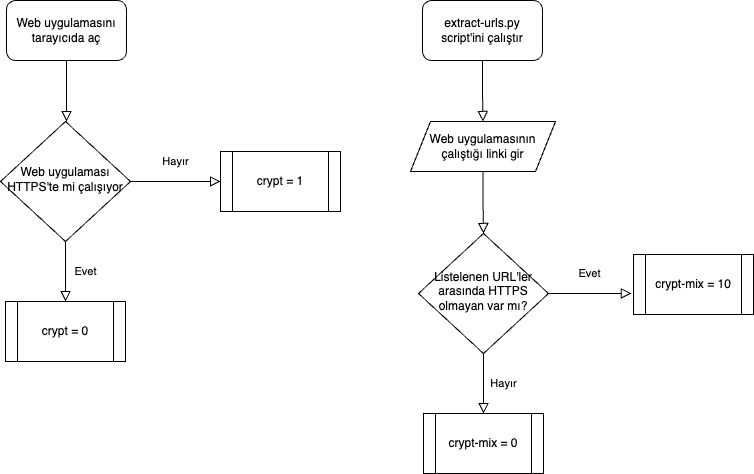 Web uygulamasını
tarayıcıda aç
Web uygulaması
HTTPS'te mi çalışıyor
Hayır
crypt = 1
Evet
crypt = 0
extract-urls.py
script'ini çalıştır
Web uygulamasının
çalıştığı linki gir
Listelenen URL'ler
arasında HTTPS
olmayan var mı?
Evet
crypt-mix = 10
Hayır
crypt-mix = 0